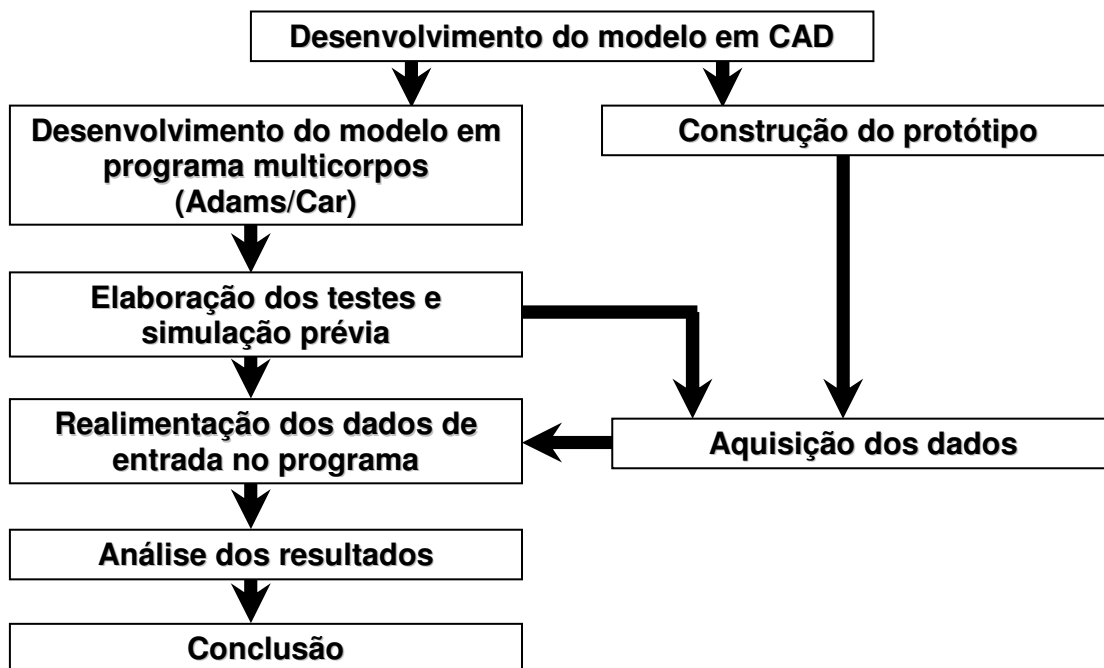 Desenvolvimento do modelo em CAD
Desenvolvimento do modelo em
programa multicorpos
(Adams/Car)
Construção do protótipo
Elaboração dos testes e
simulação prévia
Realimentação dos dados de
entrada no programa
Aquisição dos dados
Análise dos resultados
Conclusão